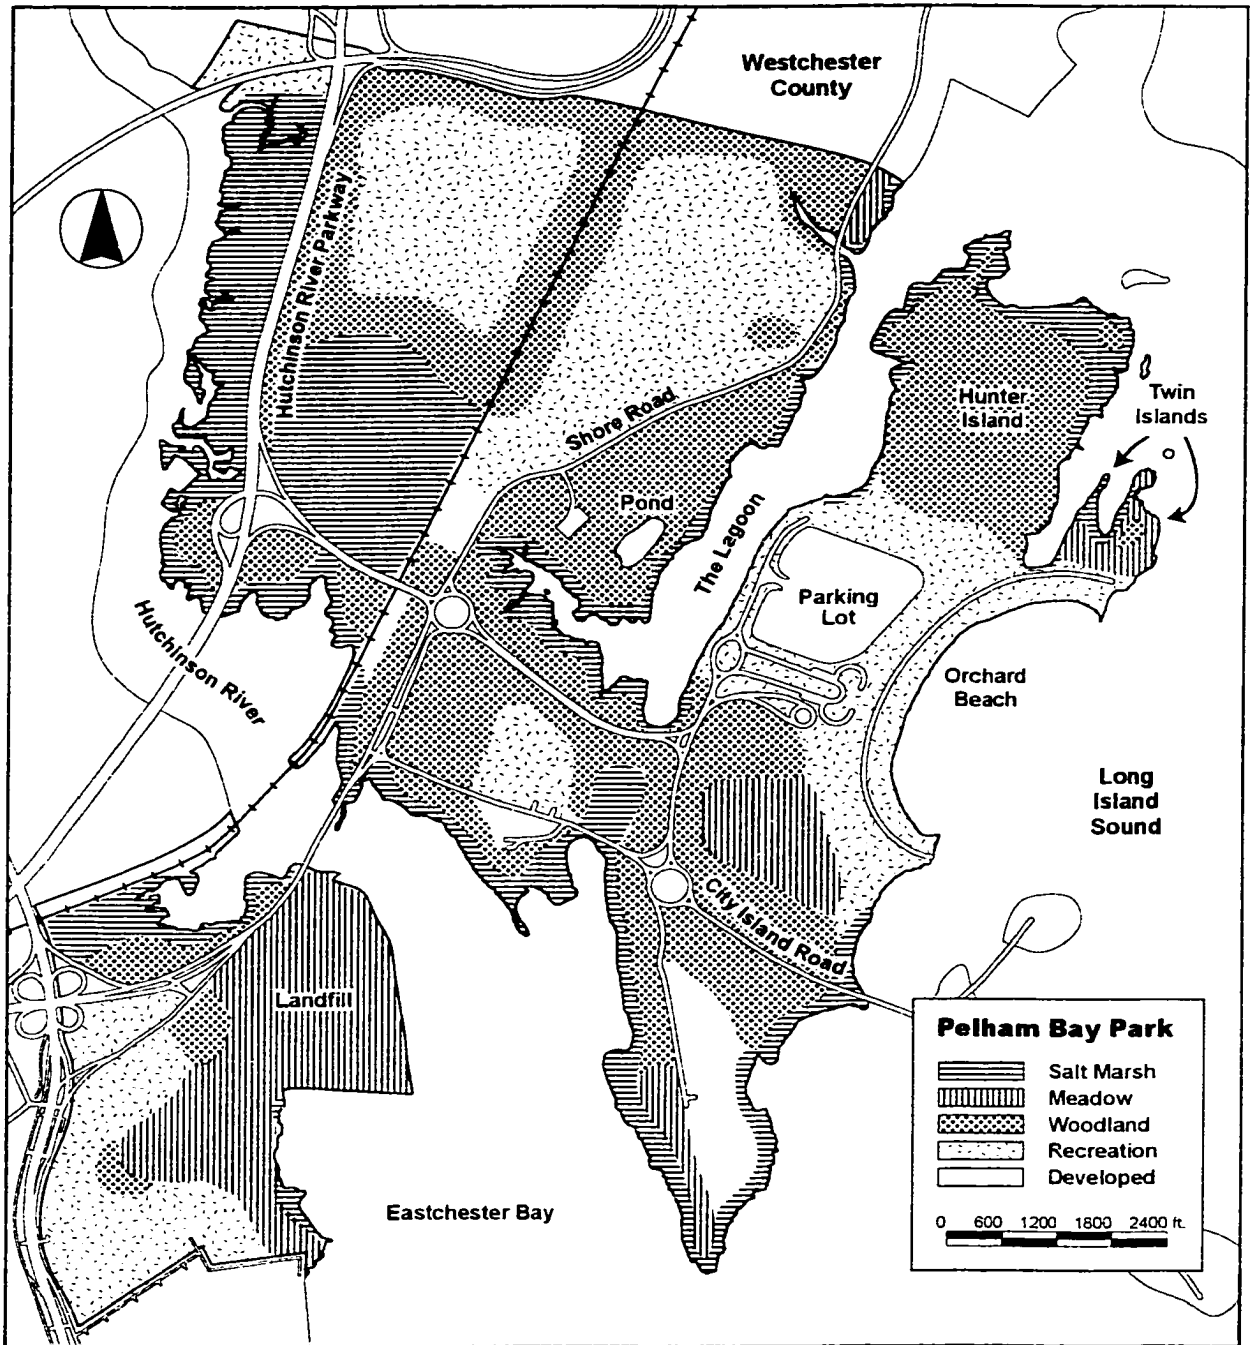 Westchester
County
Hutchinson River Parkway
Hunter
Island
Twin
Islands
Shore Road
Pond
The Lagoon
Parking
Lot
Hutchinson River
Orchard
Beach
Long
Island
Sound
City Island Road
Landfill
Eastchester Bay
Pelham Bay Park
Salt Marsh
Meadow
Woodland
Recreation
Developed
0 600 1200 1800 2400 ft.